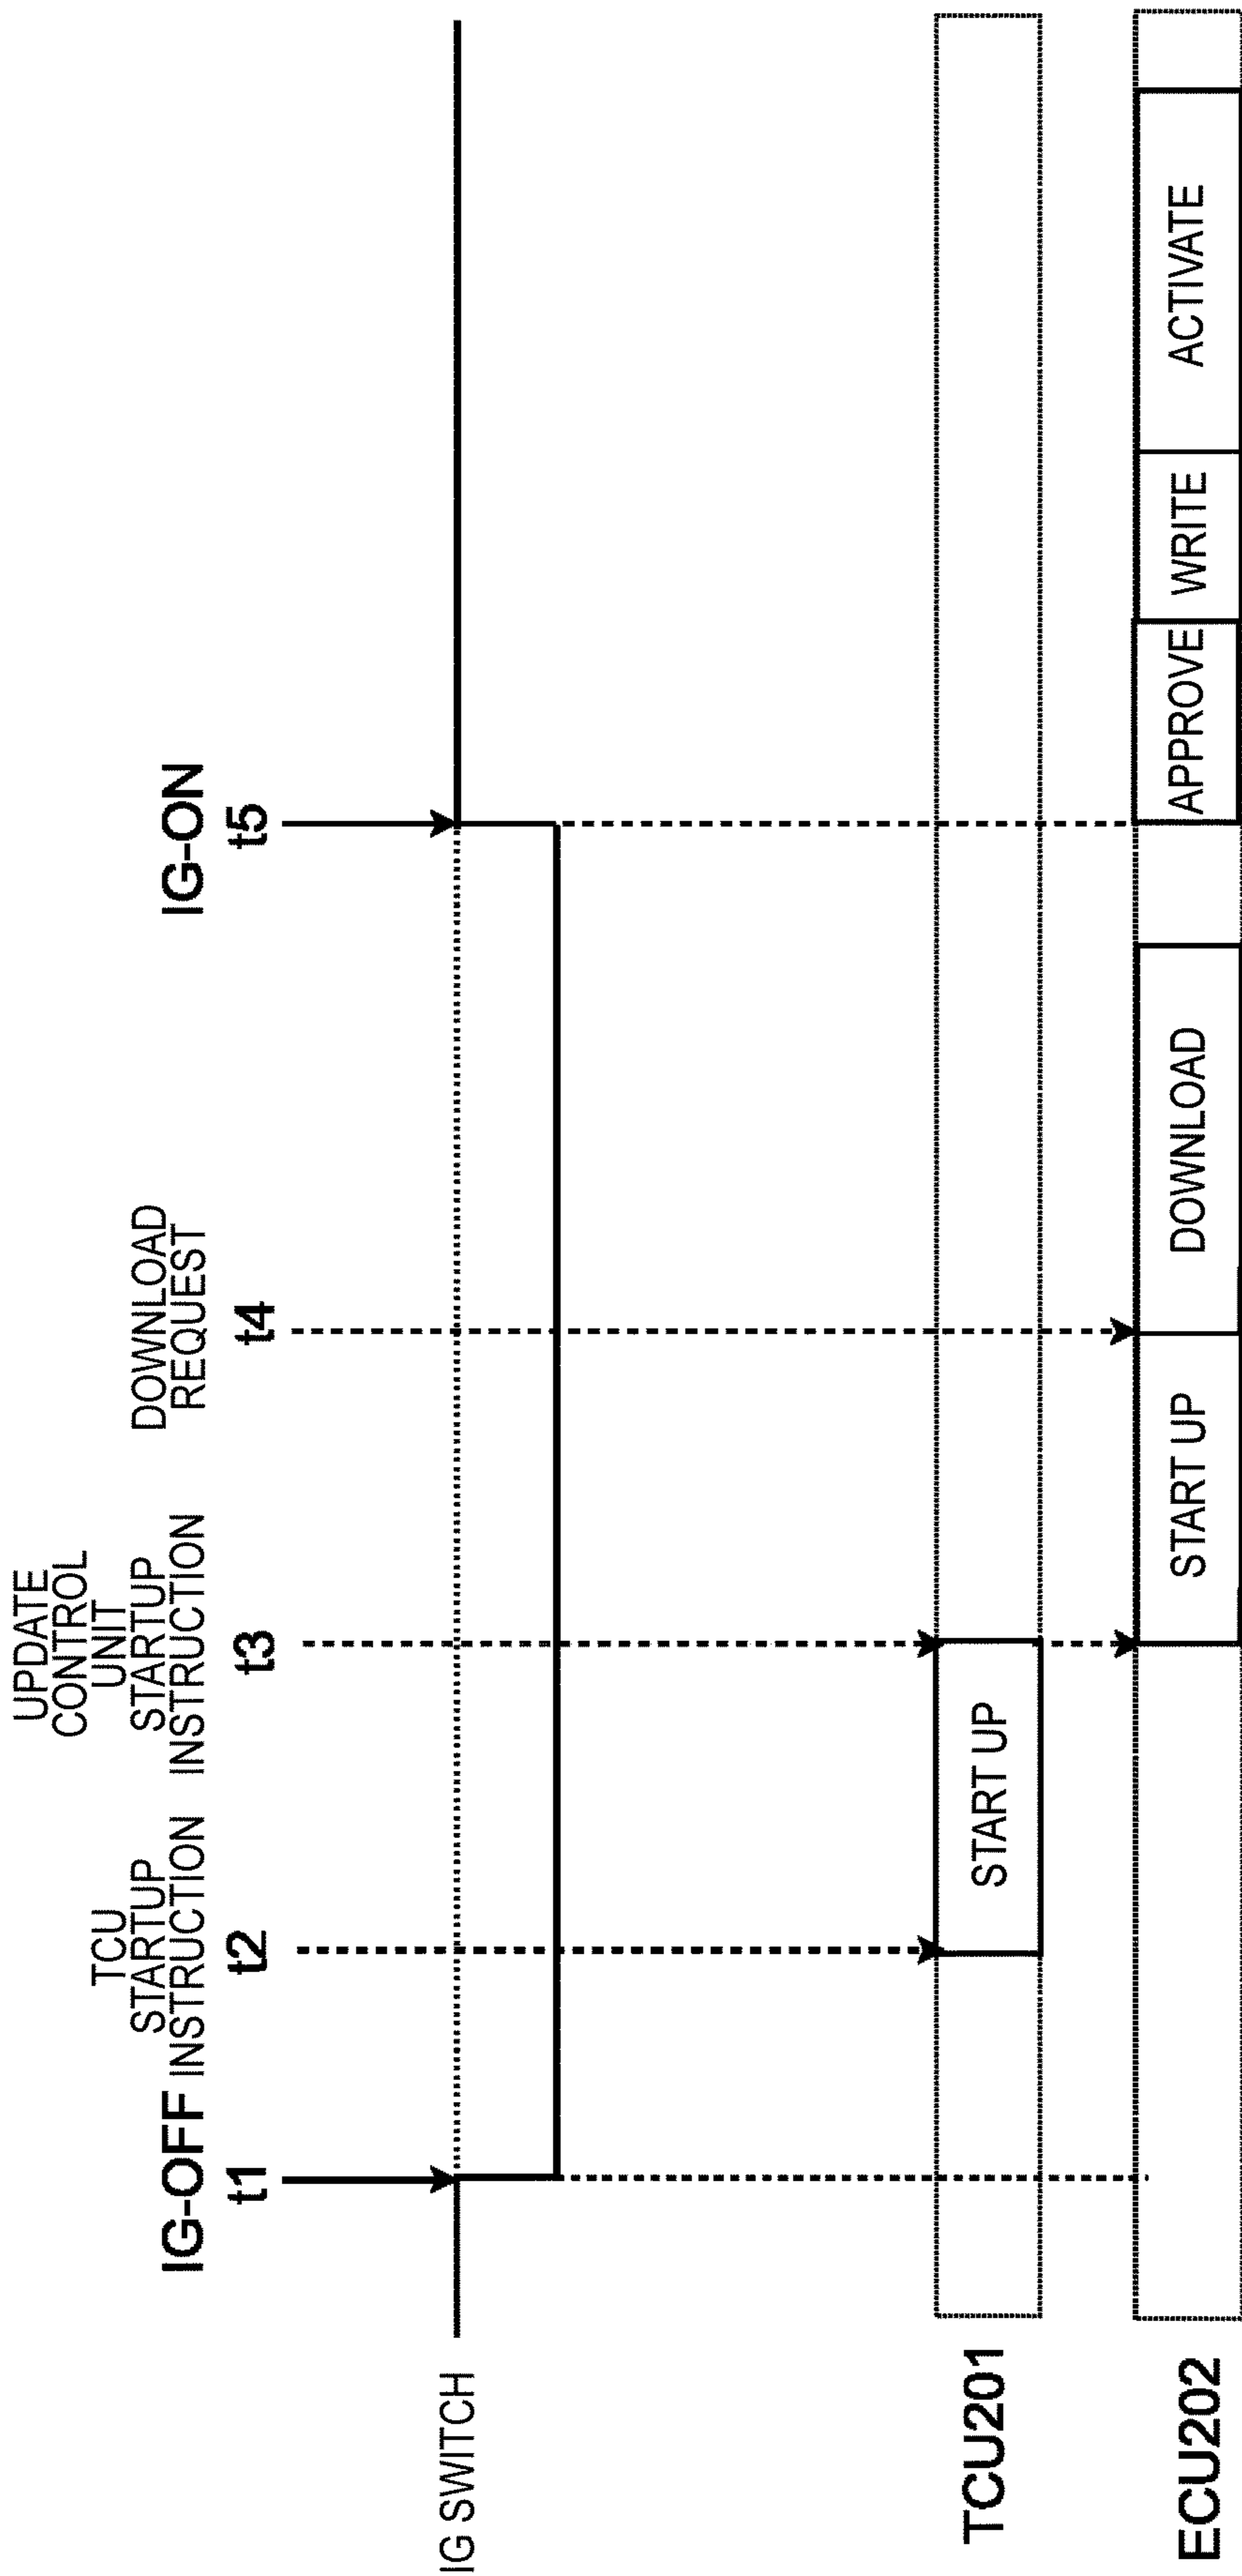 IG-OFF
t1
TCU
STARTUP
INSTRUCTION
t2
UPDATE
CONTROL
UNIT
STARTUP
INSTRUCTION
t3
DOWNLOAD
REQUEST
t4
IG-ON
t5
IG SWITCH
TCU201
START UP
ECU202
START UP
DOWNLOAD
APPROVE
WRITE
ACTIVATE